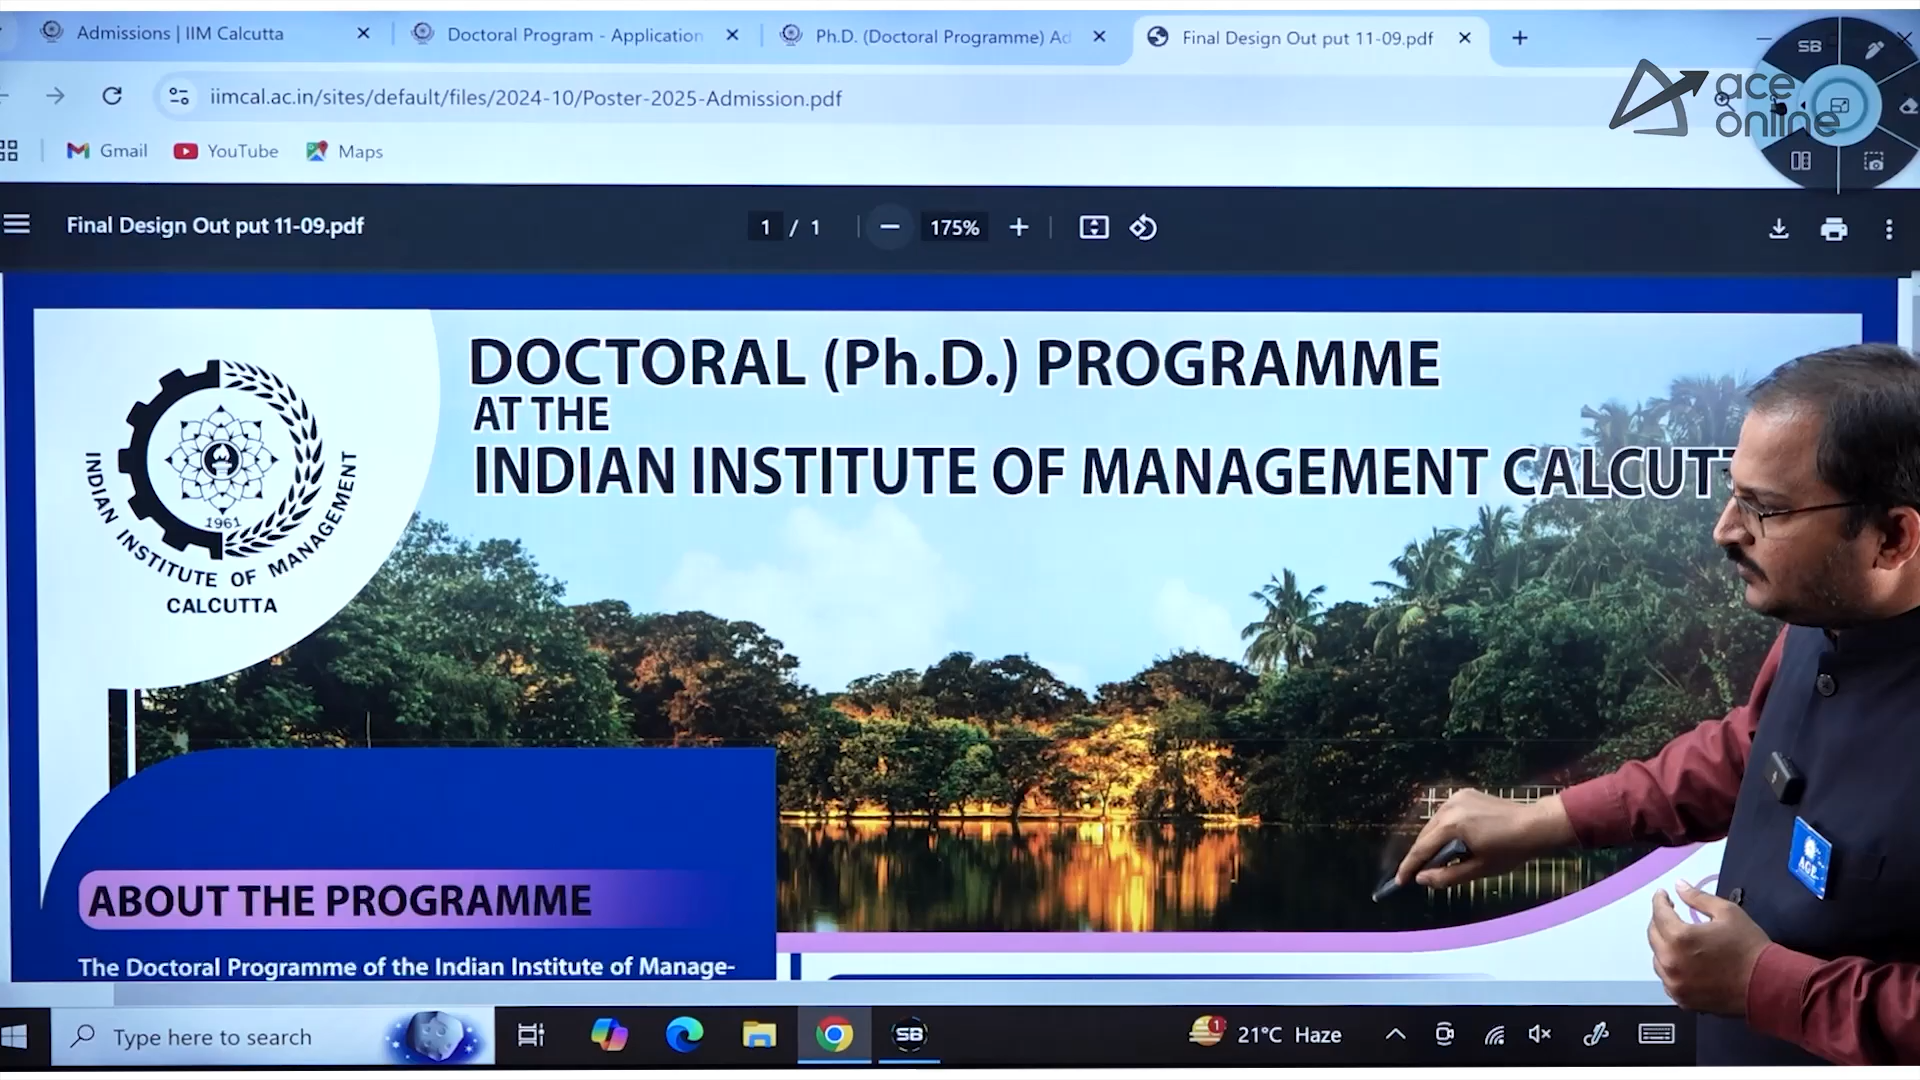 Admissions | IIM Calcutta
Doctoral Program - Application
Ph.D. (Doctoral Programme) Ad
Final Design Out put 11-09.pdf
iimcal.ac.in/sites/default/files/2024-10/Poster-2025-Admission.pdf
SB
ace
online
Gmail
YouTube
Maps
Final Design Out put 11-09.pdf
1 / 1
175%
DOCTORAL (Ph.D.) PROGRAMME
AT THE
INDIAN INSTITUTE OF MANAGEMENT CALCUTT
1961
INDIAN INSTITUTE OF MANAGEMENT
CALCUTTA
ABOUT THE PROGRAMME
The Doctoral Programme of the Indian Institute of Manage-
ACE
Type here to search
SB
1
21°C Haze